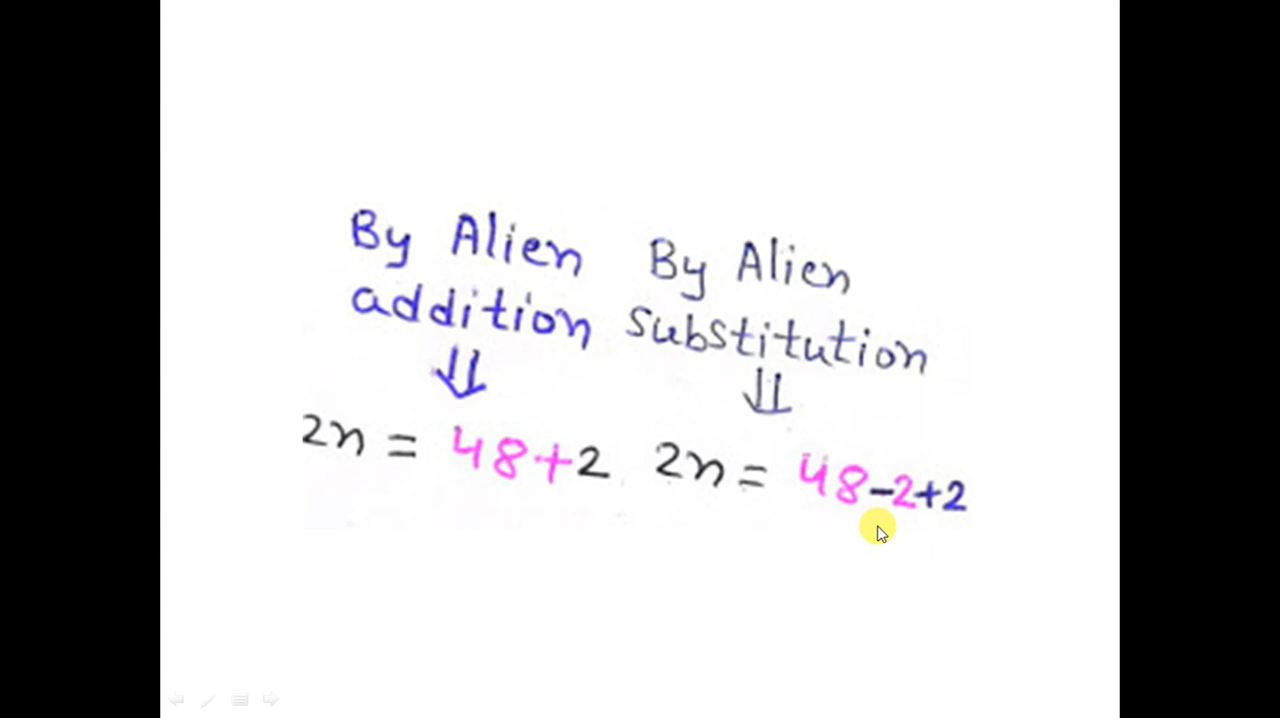 By Alien By Alien
addition substitution
⇓ ⇓
2n = 48+2 2n = 48-2+2